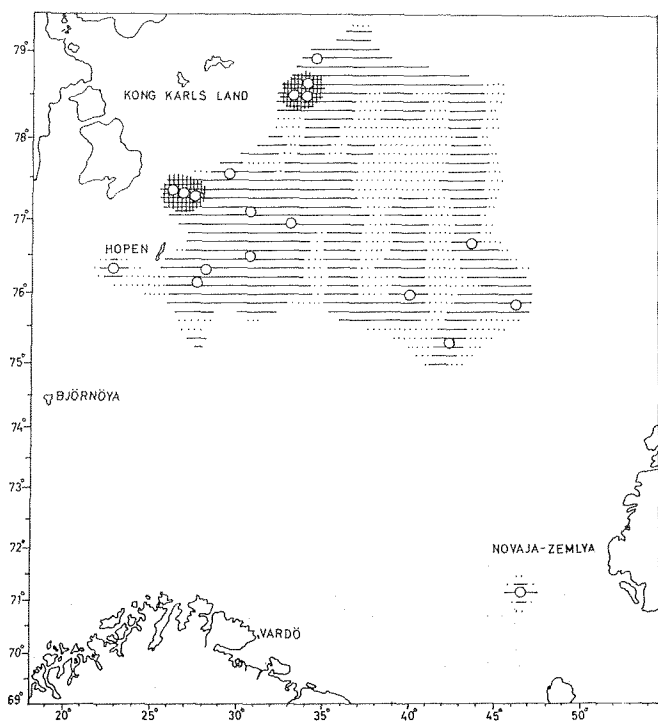 79°
KONG KARLS LAND
78°
77°
HOPEN
76°
75°
BJÖRNÖYA
74°
73°
72°
NOVAJA-ZEMLYA
71°
VARDÖ
70°
69°
20° 25° 30° 35° 40° 45° 50°